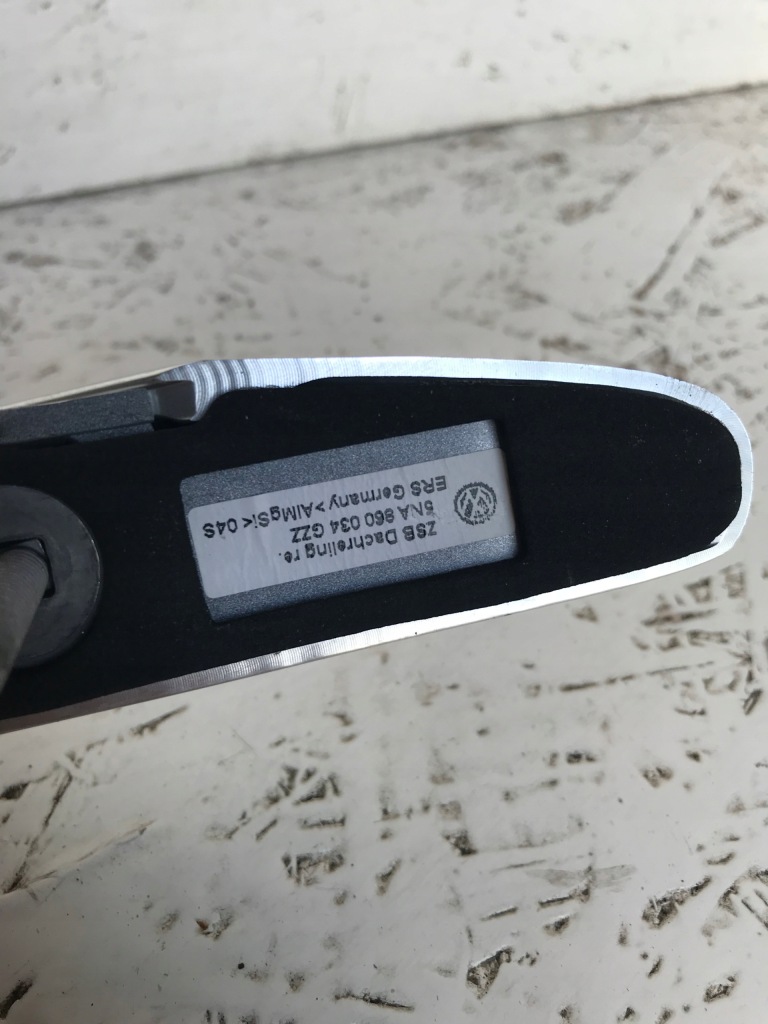 ZSB Dachreling re.
5NA 860 034 GZZ
ERS Germany >AlMgSi< 04S